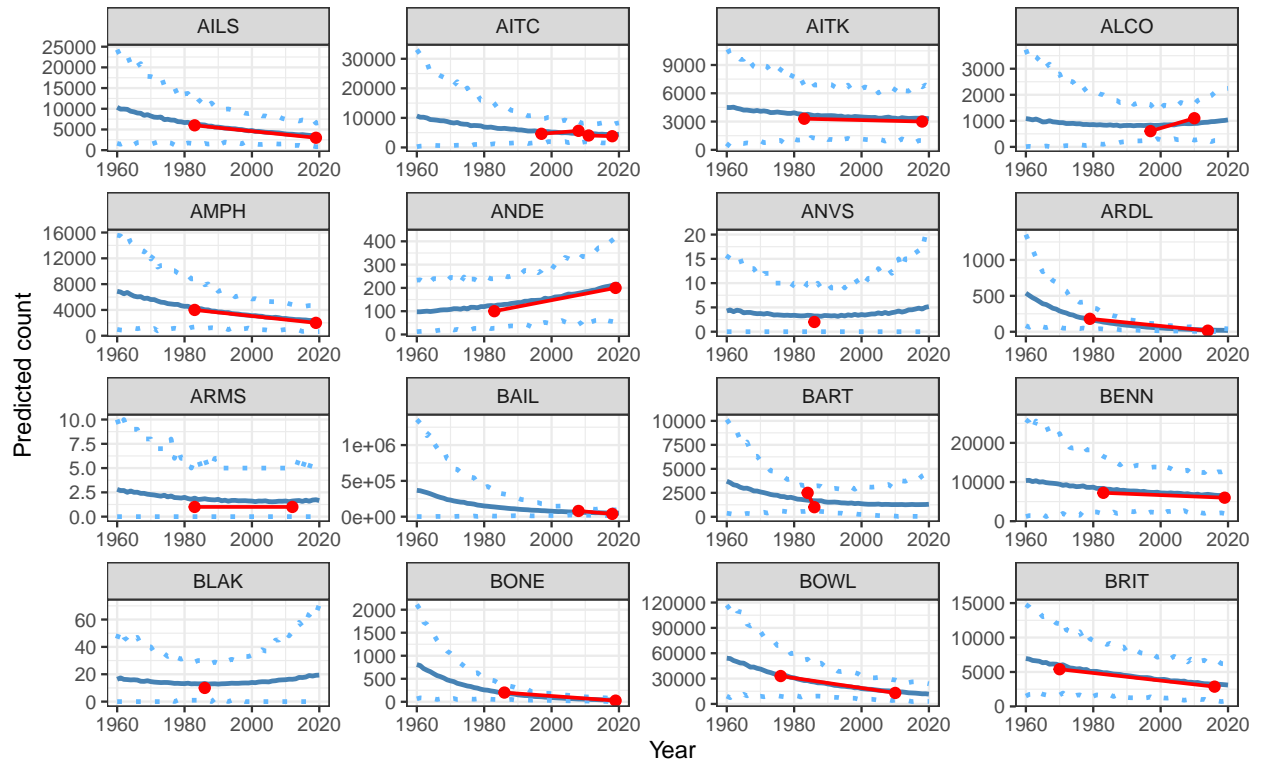 AILS AITC AITK ALCO
25000
20000
15000
10000
5000
0
1960 1980 2000 2020
30000
20000
10000
0
1960 1980 2000 2020
9000
6000
3000
0
1960 1980 2000 2020
3000
2000
1000
0
1960 1980 2000 2020
AMPH ANDE ANVS ARDL
16000
12000
8000
4000
0
1960 1980 2000 2020
400
300
200
100
0
1960 1980 2000 2020
20
15
10
5
0
1960 1980 2000 2020
1000
500
0
1960 1980 2000 2020
Predicted count
ARMS BAIL BART BENN
10.0
7.5
5.0
2.5
0.0
1960 1980 2000 2020
1e+06
5e+05
0e+00
1960 1980 2000 2020
10000
7500
5000
2500
0
1960 1980 2000 2020
20000
10000
0
1960 1980 2000 2020
BLAK BONE BOWL BRIT
60
40
20
0
1960 1980 2000 2020
2000
1500
1000
500
0
1960 1980 2000 2020
120000
90000
60000
30000
0
1960 1980 2000 2020
15000
10000
5000
0
1960 1980 2000 2020
Year